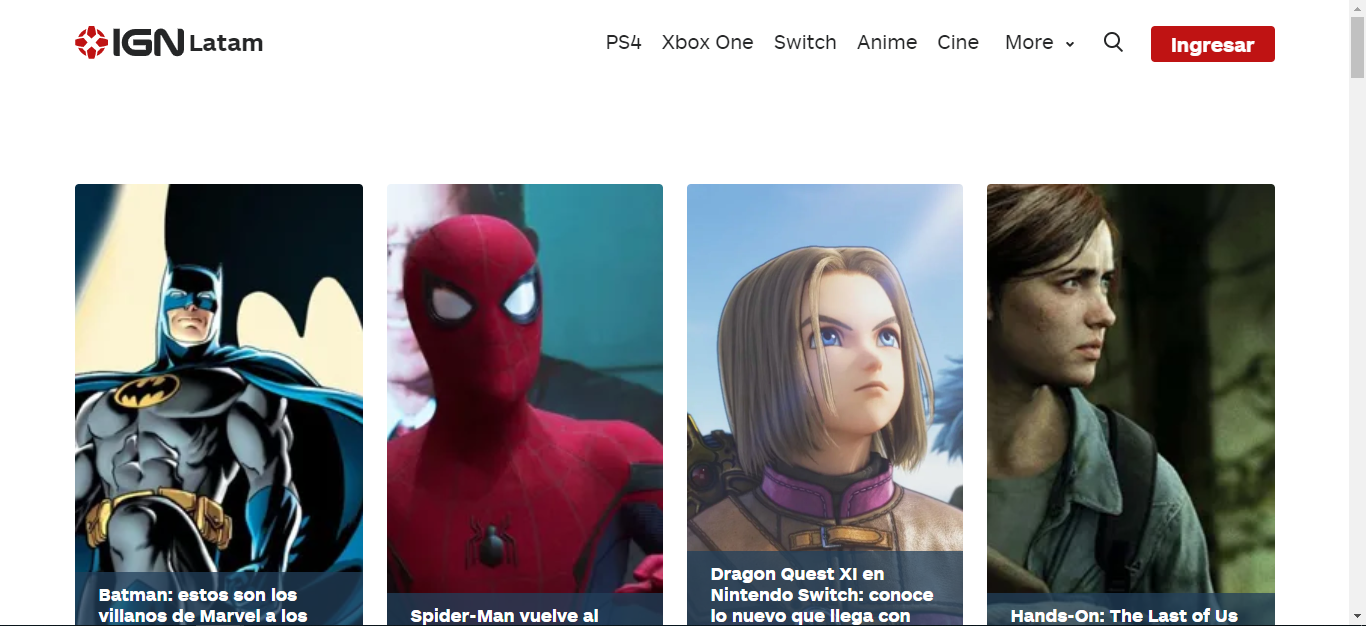 IGN Latam
PS4 Xbox One Switch Anime Cine More Ingresar
Batman: estos son los
villanos de Marvel a los
Spider-Man vuelve al
Dragon Quest XI en
Nintendo Switch: conoce
lo nuevo que llega con
Hands-On: The Last of Us